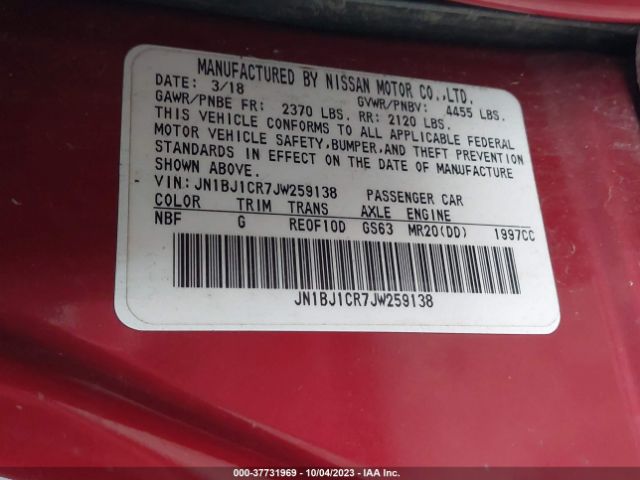 MANUFACTURED BY NISSAN MOTOR CO.,LTD.
DATE: 3/18 GVWR/PNBV: 4455 LBS.
GAWR/PNBE FR: 2370 LBS. RR: 2120 LBS.
THIS VEHICLE CONFORMS TO ALL APPLICABLE FEDERAL
MOTOR VEHICLE SAFETY,BUMPER,AND THEFT PREVENTION
STANDARDS IN EFFECT ON THE DATE OF MANUFACTURE
SHOWN ABOVE.
VIN: JN1BJ1CR7JW259138 PASSENGER CAR
COLOR TRIM TRANS AXLE ENGINE
NBF G RE0F10D GS63 MR20(DD) 1997CC
JN1BJ1CR7JW259138
000-37731969 - 10/04/2023 - IAA Inc.